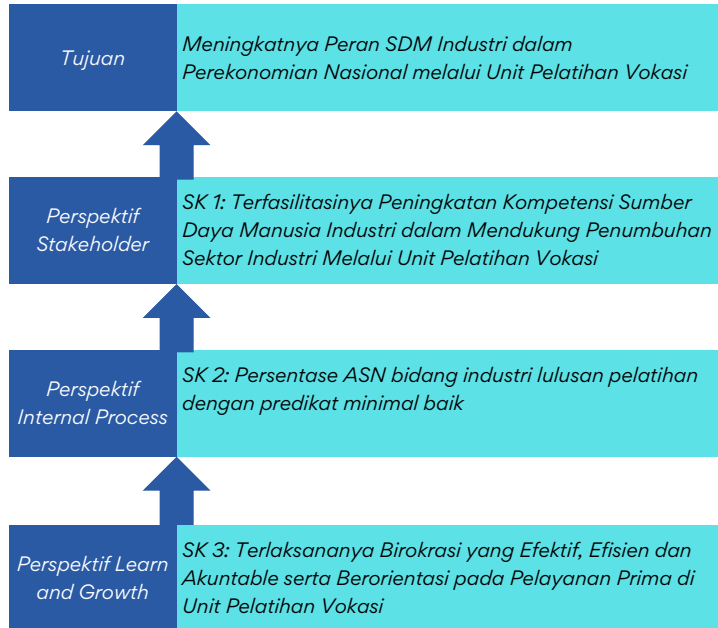 Tujuan
Meningkatnya Peran SDM Industri dalam
Perekonomian Nasional melalui Unit Pelatihan Vokasi
Perspektif
Stakeholder
SK 1: Terfasilitasinya Peningkatan Kompetensi Sumber
Daya Manusia Industri dalam Mendukung Penumbuhan
Sektor Industri Melalui Unit Pelatihan Vokasi
Perspektif
Internal Process
SK 2: Persentase ASN bidang industri lulusan pelatihan
dengan predikat minimal baik
Perspektif Learn
and Growth
SK 3: Terlaksananya Birokrasi yang Efektif, Efisien dan
Akuntable serta Berorientasi pada Pelayanan Prima di
Unit Pelatihan Vokasi